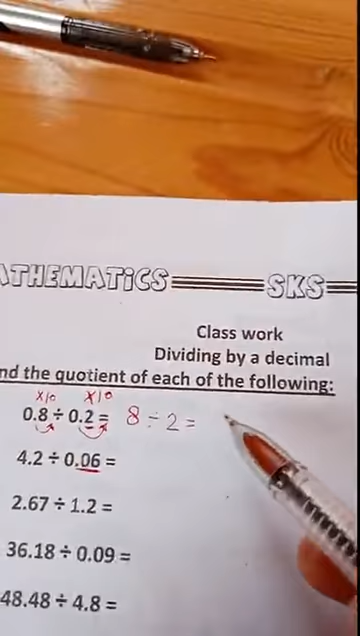 ATHEMATiCS SKS
Class work
Dividing by a decimal
nd the quotient of each of the following:
x10 x10
0.8 ÷ 0.2 = 8 ÷ 2 =
4.2 ÷ 0.06 =
2.67 ÷ 1.2 =
36.18 ÷ 0.09 =
48.48 ÷ 4.8 =